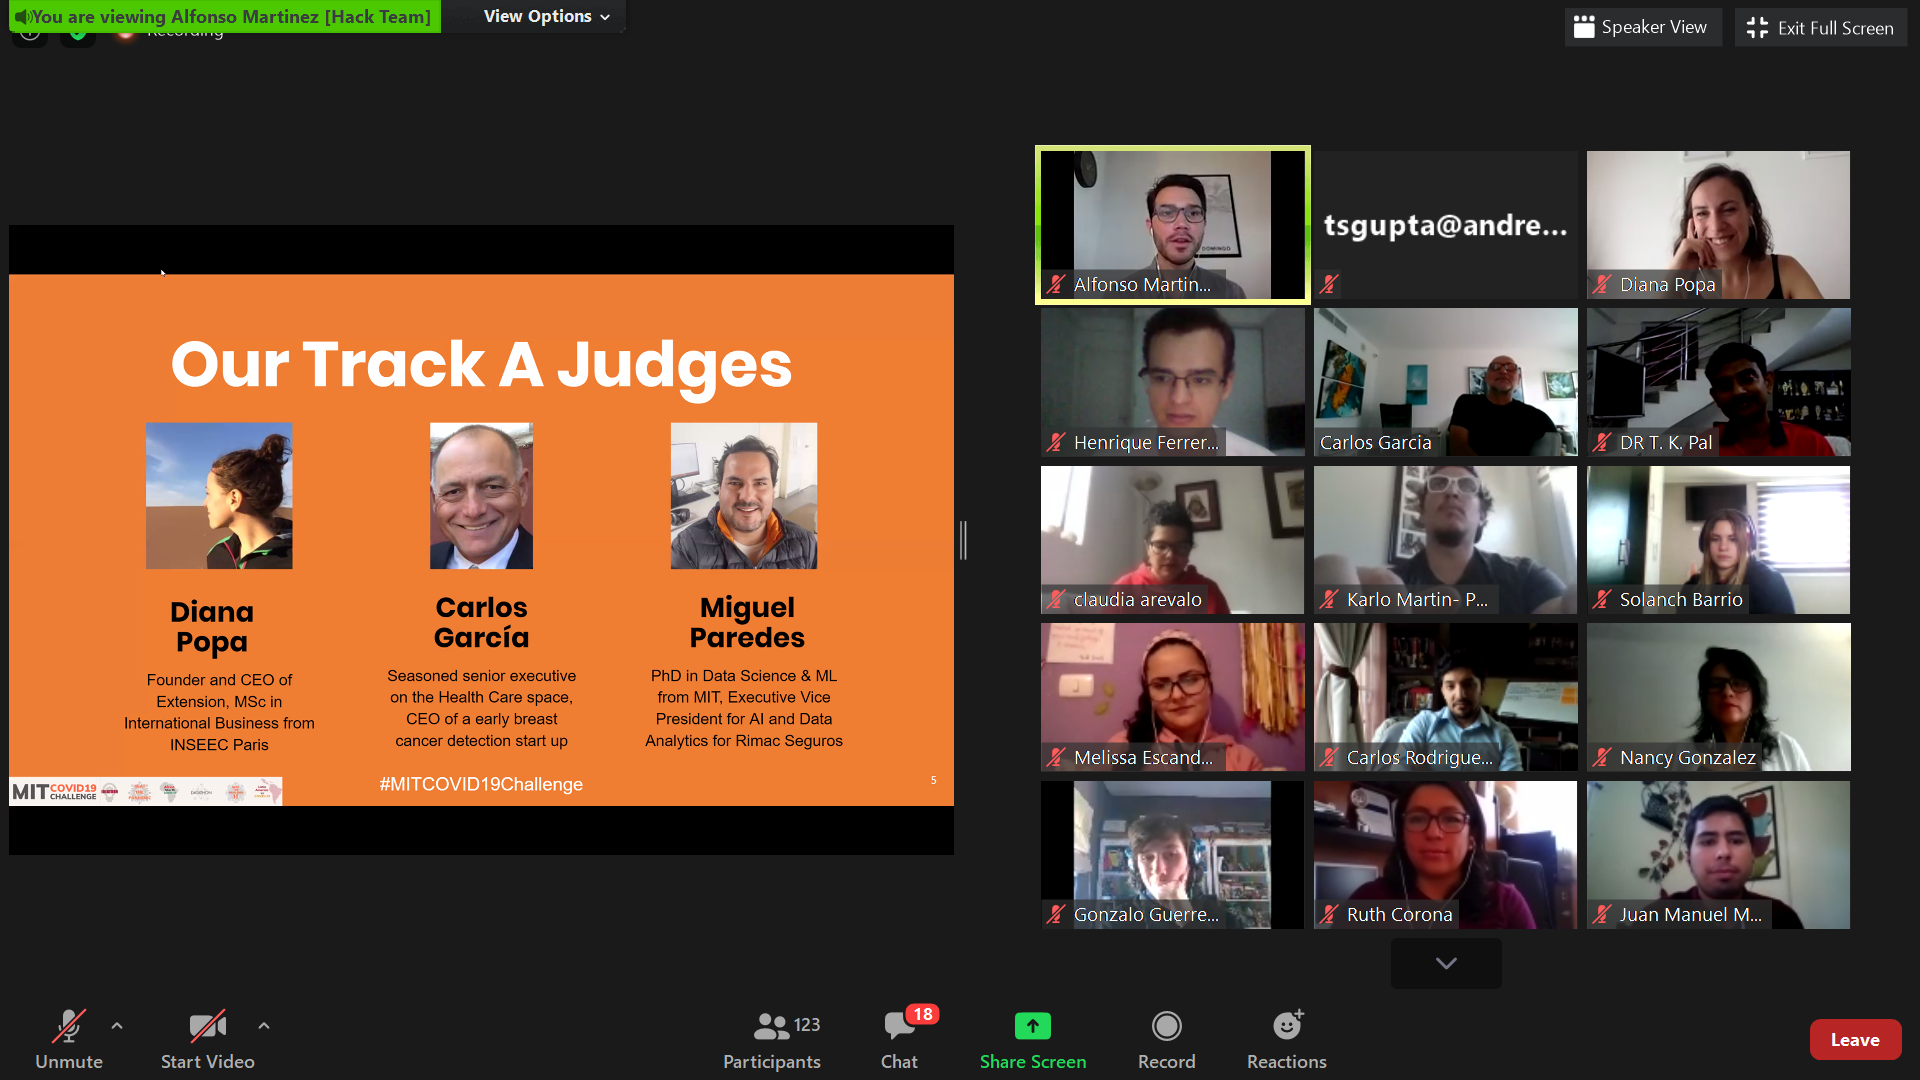 You are viewing Alfonso Martinez [Hack Team]
View Options
Recording
Speaker View
Exit Full Screen
Our Track A Judges
Diana
Popa
Founder and CEO of
Extension, MSc in
International Business from
INSEEC Paris
Carlos
García
Seasoned senior executive
on the Health Care space,
CEO of a early breast
cancer detection start up
Miguel
Paredes
PhD in Data Science & ML
from MIT, Executive Vice
President for AI and Data
Analytics for Rimac Seguros
MIT COVID19
CHALLENGE
#MITCOVID19Challenge
5
DOMINGO
Alfonso Martin...
tsgupta@andre...
Diana Popa
Henrique Ferrer...
Carlos Garcia
DR T. K. Pal
claudia arevalo
Karlo Martin- P...
Solanch Barrio
Melissa Escand...
Carlos Rodrigue...
Nancy Gonzalez
Gonzalo Guerre...
Ruth Corona
Juan Manuel M...
Unmute
Start Video
123
Participants
18
Chat
Share Screen
Record
Reactions
Leave